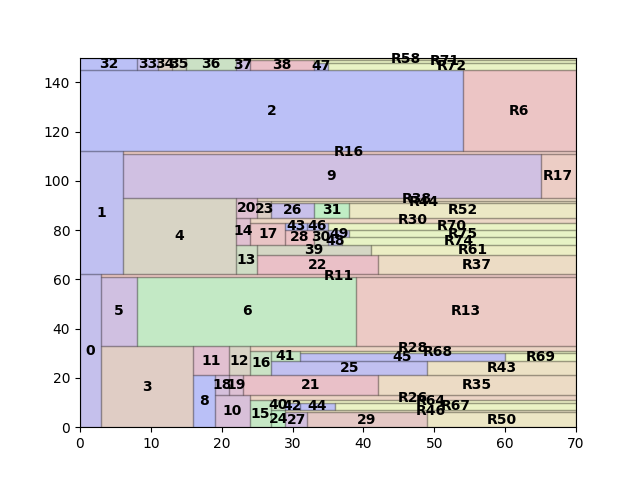 R58 R71
32 33 34 35 36 37 38 47 R72
140
2 R6
120
R16
100
9 R17
1
R38
R44
20 23 26 31 R52
R30
80
4
14 17 43 46 R70
28 30 49 R75
48 R74
39 R61
13 22 R37
R11
60
5 6 R13
40
0
R28
R68
11 12 16 41 45 R69
25 R43
20
3
18 19 21 R35
8 10
R26
R64
40 42 44 R67
15 R46
24 27 29 R50
0
0 10 20 30 40 50 60 70